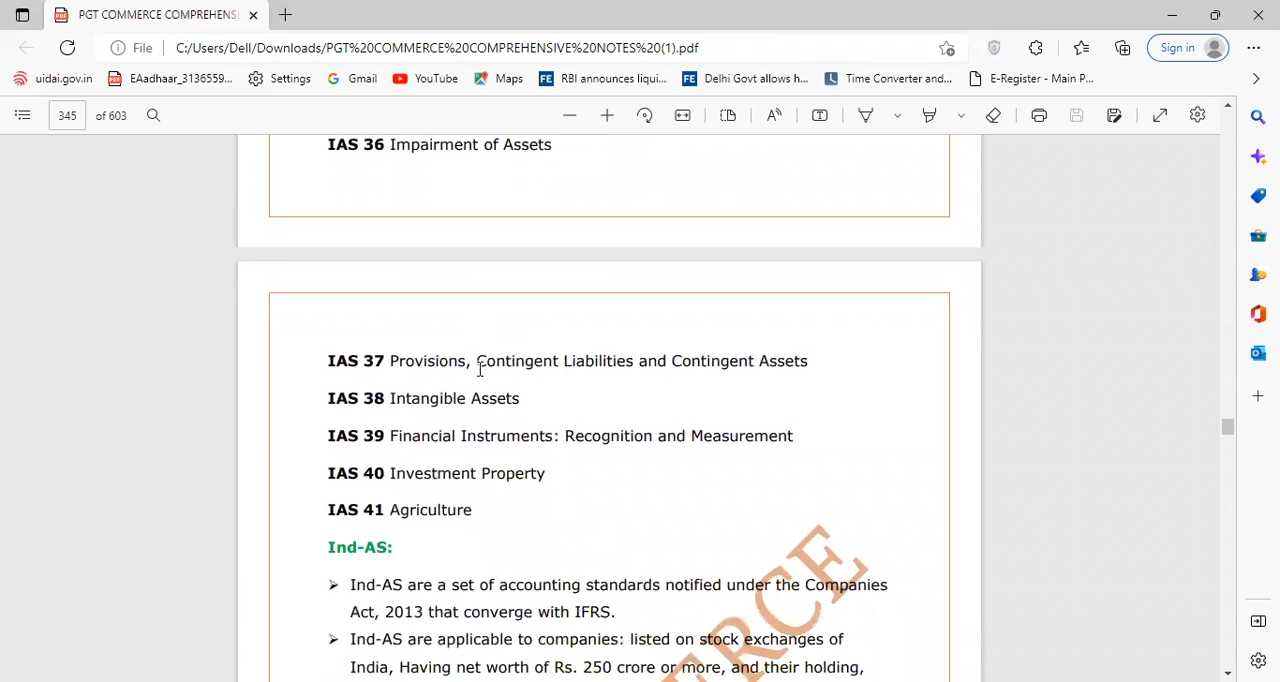 PGT COMMERCE COMPREHENSI
File
C:/Users/Dell/Downloads/PGT%20COMMERCE%20COMPREHENSIVE%20NOTES%20(1).pdf
Sign in
uidai.gov.in
EAadhaar_3136559...
Settings
Gmail
YouTube
Maps
RBI announces liqui...
Delhi Govt allows h...
Time Converter and...
E-Register - Main P...
345 of 603
IAS 36 Impairment of Assets
IAS 37 Provisions, Contingent Liabilities and Contingent Assets
IAS 38 Intangible Assets
IAS 39 Financial Instruments: Recognition and Measurement
IAS 40 Investment Property
IAS 41 Agriculture
Ind-AS:
Ind-AS are a set of accounting standards notified under the Companies
Act, 2013 that converge with IFRS.
Ind-AS are applicable to companies: listed on stock exchanges of
India, Having net worth of Rs. 250 crore or more, and their holding,